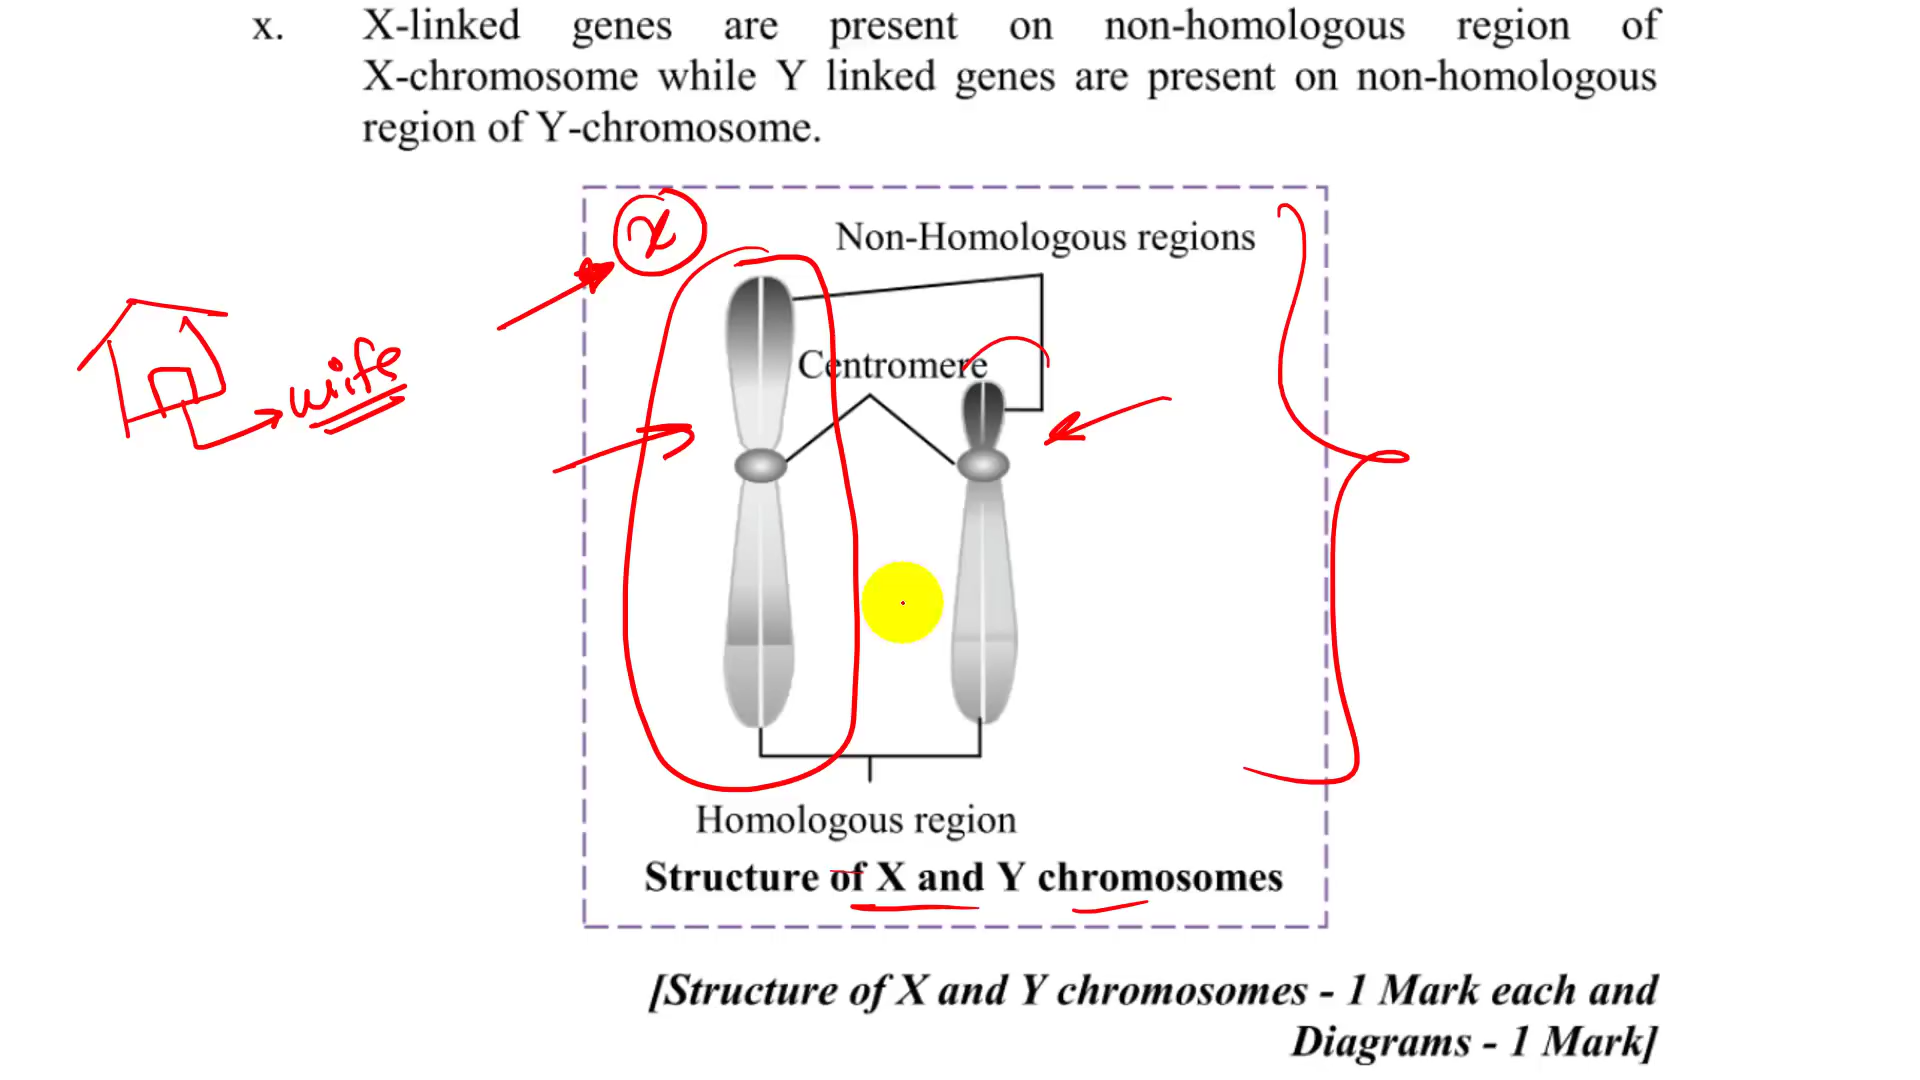 x. X-linked genes are present on non-homologous region of
X-chromosome while Y linked genes are present on non-homologous
region of Y-chromosome.
x
Non-Homologous regions
wife
Centromere
Homologous region
Structure of X and Y chromosomes
[Structure of X and Y chromosomes - 1 Mark each and
Diagrams - 1 Mark]